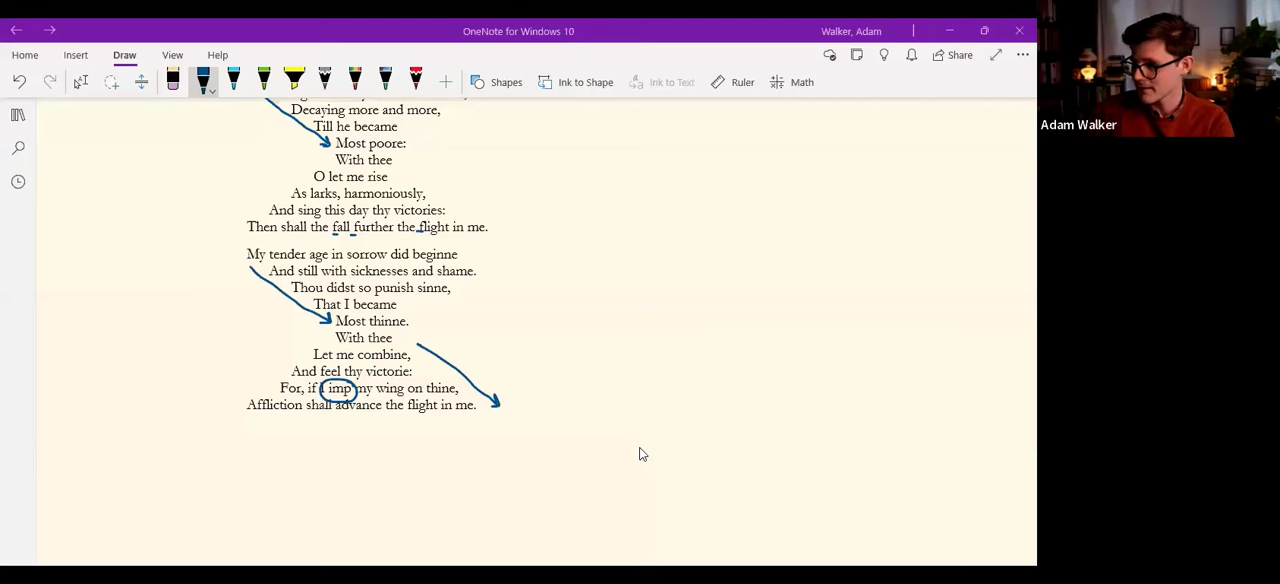 OneNote for Windows 10
Walker, Adam
Home Insert Draw View Help
Share
Shapes Ink to Shape Ink to Text Ruler Math
Adam Walker
Decaying more and more,
Till he became
Most poore:
With thee
O let me rise
As larks, harmoniously,
And sing this day thy victories:
Then shall the fall further the flight in me.
My tender age in sorrow did beginne
And still with sicknesses and shame.
Thou didst so punish sinne,
That I became
Most thinne.
With thee
Let me combine,
And feel thy victorie:
For, if I imp my wing on thine,
Affliction shall advance the flight in me.